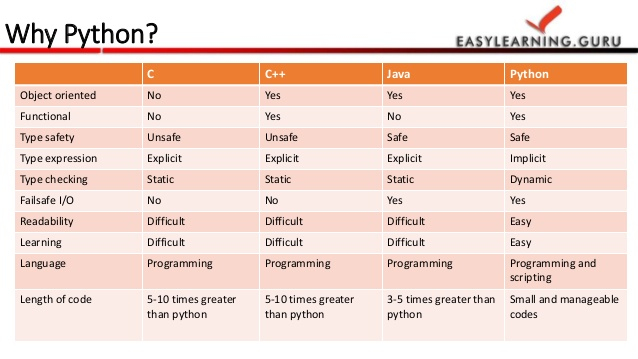 Why Python?
EASYLEARNING.GURU
C C++ Java Python
Object oriented No Yes Yes Yes
Functional No Yes No Yes
Type safety Unsafe Unsafe Safe Safe
Type expression Explicit Explicit Explicit Implicit
Type checking Static Static Static Dynamic
Failsafe I/O No No Yes Yes
Readability Difficult Difficult Difficult Easy
Learning Difficult Difficult Difficult Easy
Language Programming Programming Programming Programming and
scripting
Length of code 5-10 times greater 5-10 times greater 3-5 times greater than Small and manageable
than python than python python codes